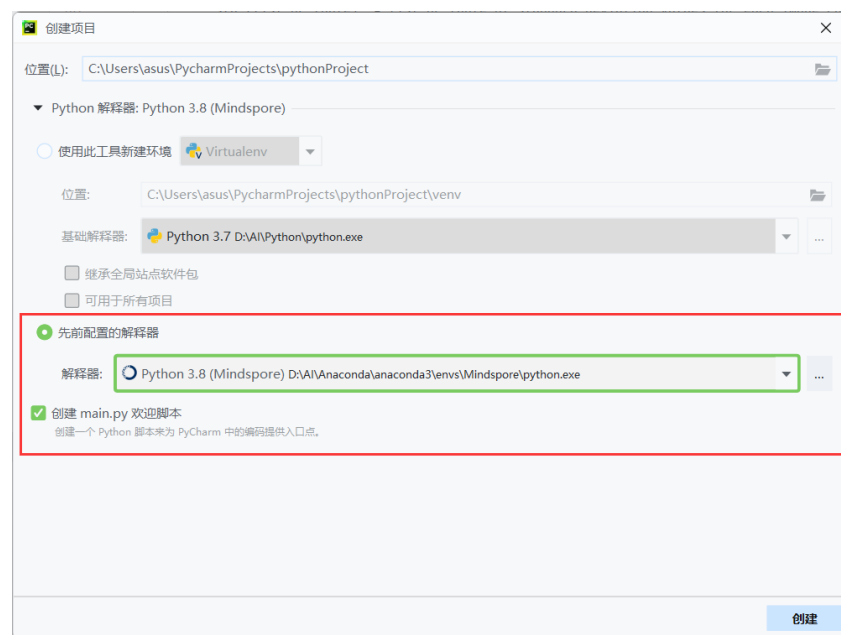 创建项目
位置(L): C:\Users\asus\PycharmProjects\pythonProject
Python 解释器: Python 3.8 (Mindspore)
使用此工具新建环境 Virtualenv
位置: C:\Users\asus\PycharmProjects\pythonProject\venv
基础解释器: Python 3.7 D:\AI\Python\python.exe ...
继承全局站点软件包
可用于所有项目
先前配置的解释器
解释器: Python 3.8 (Mindspore) D:\AI\Anaconda\anaconda3\envs\Mindspore\python.exe ...
创建 main.py 欢迎脚本
创建一个 Python 脚本来为 PyCharm 中的编码提供入口点。
创建